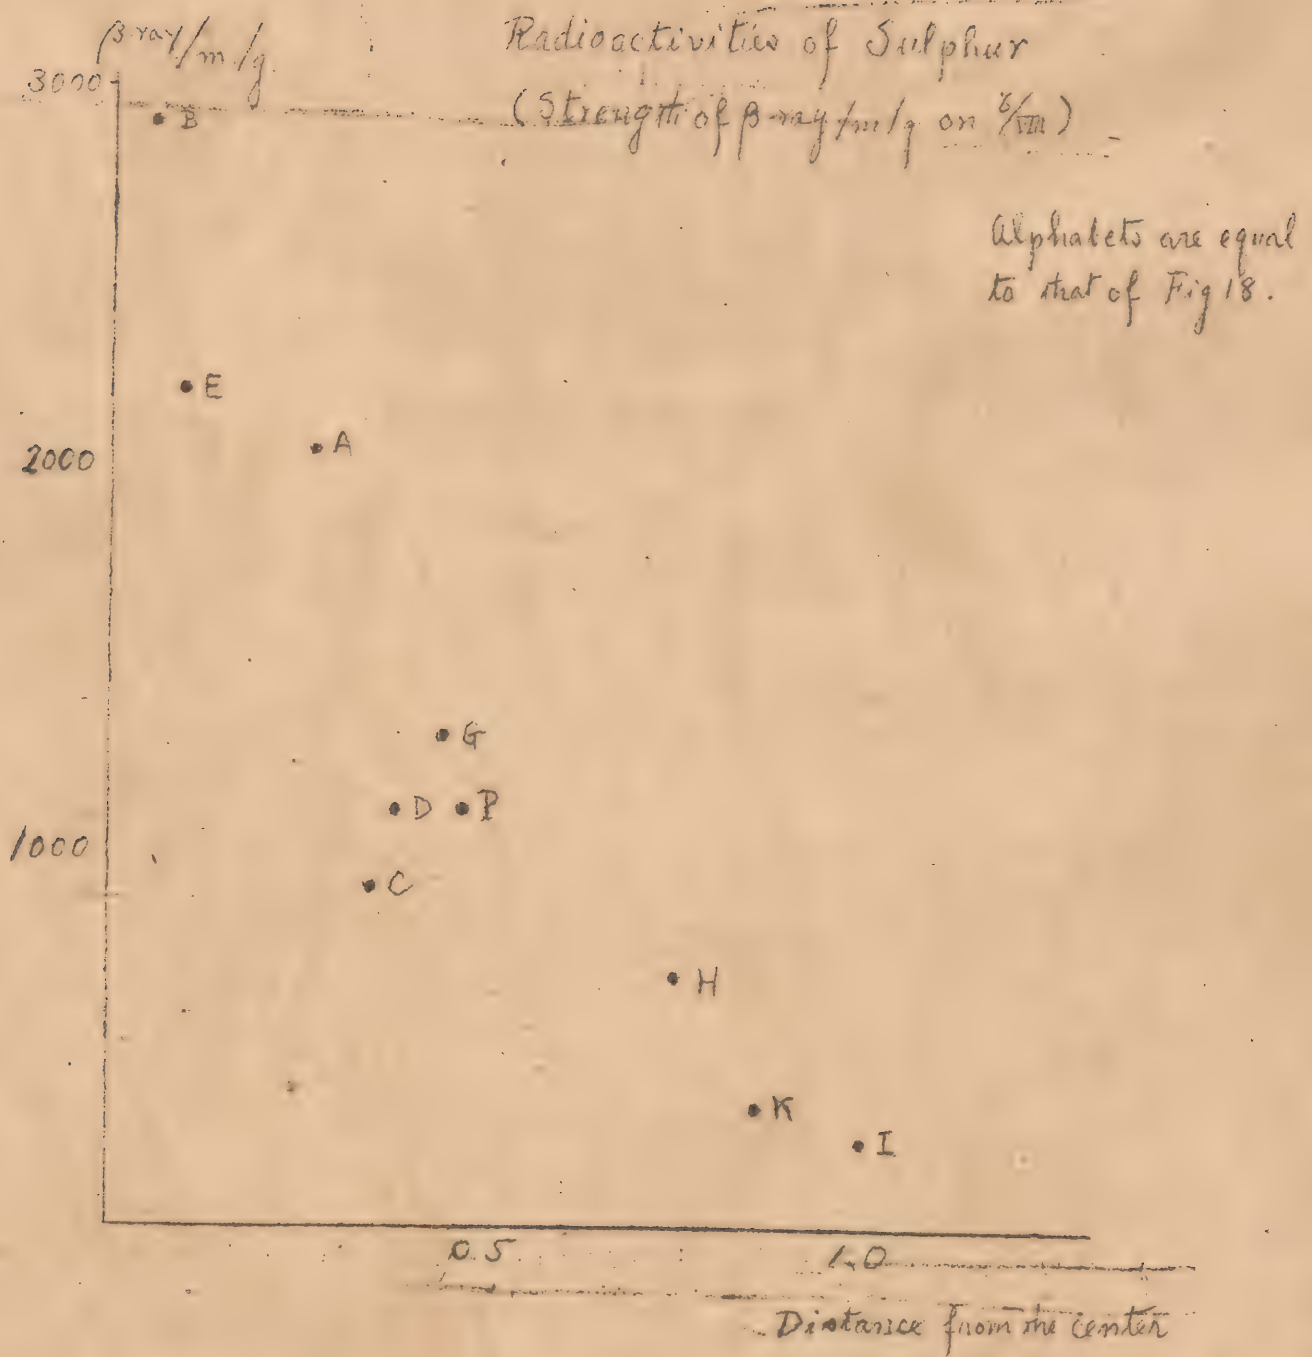 β-ray/m/g.
Radioactivities of Sulphur
(Strength of β-ray/m/g on 6/VIII)
Alphabets are equal
to that of Fig 18.
3000
B
E
A
2000
G
D P
1000
C
H
K
I
0.5 1.0
Distance from the center